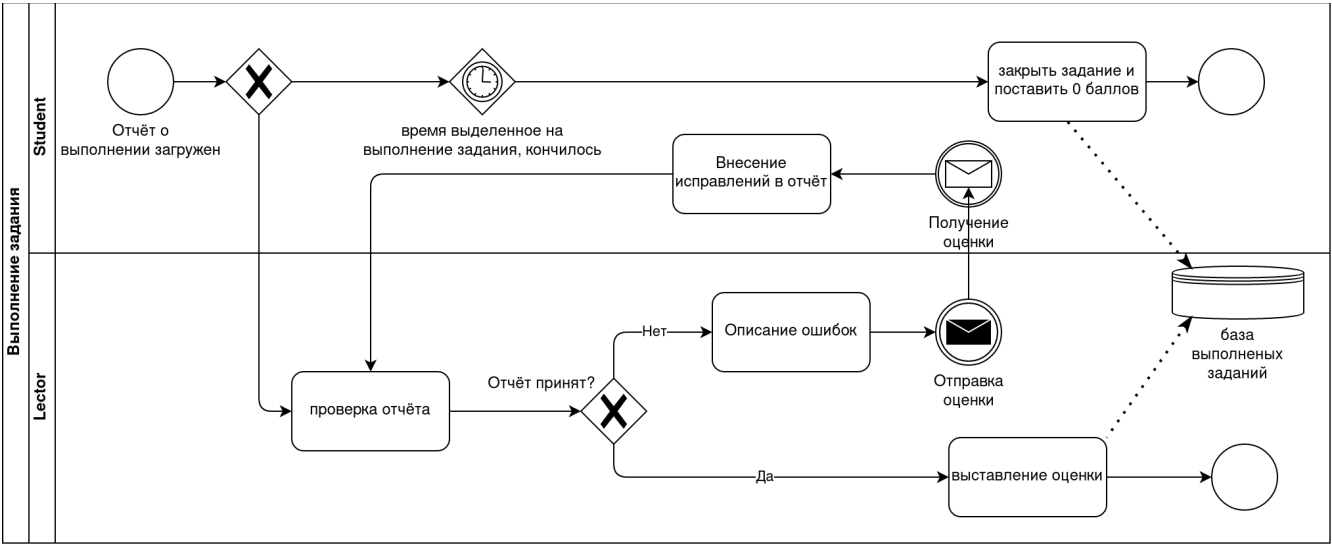 Выполнение задания
Student
Отчёт о
выполнении загружен
время выделенное на
выполнение задания, кончилось
закрыть задание и
поставить 0 баллов
Внесение
исправлений в отчёт
Получение
оценки
Lector
проверка отчёта
Отчёт принят?
Нет
Описание ошибок
Отправка
оценки
база
выполненых
заданий
Да
выставление оценки